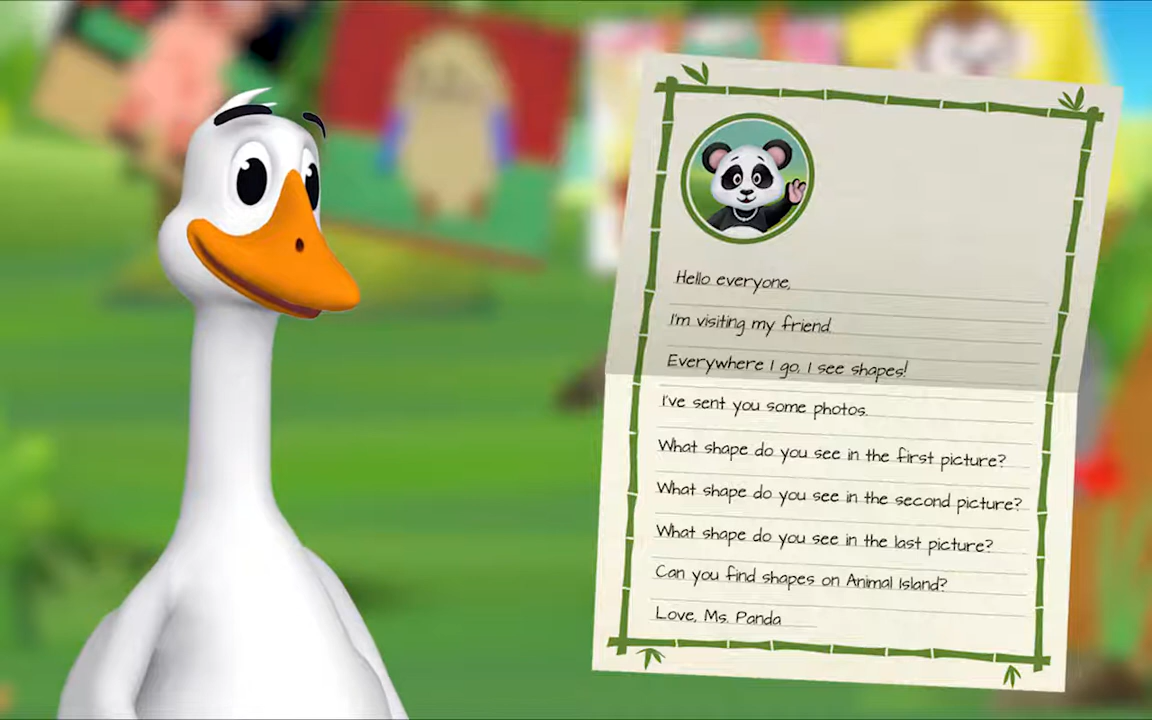 Hello everyone,
I'm visiting my friend.
Everywhere I go, I see shapes!
I've sent you some photos.
What shape do you see in the first picture?
What shape do you see in the second picture?
What shape do you see in the last picture?
Can you find shapes on Animal Island?
Love, Ms. Panda